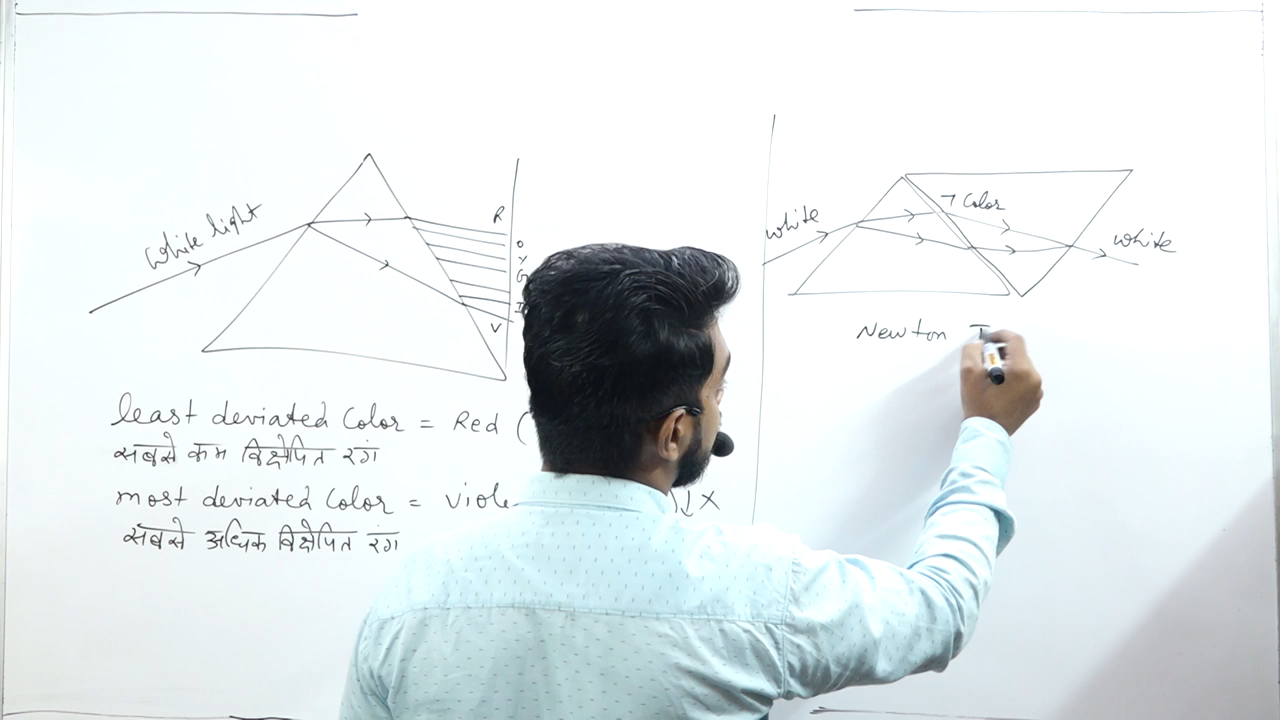 White light
R
O
Y
G
I
V
least deviated Color = Red (
सबसे कम विक्षेपित रंग
most deviated Color = Viole
↓ X
सबसे अधिक विक्षेपित रंग
white
7 Color
white
Newton